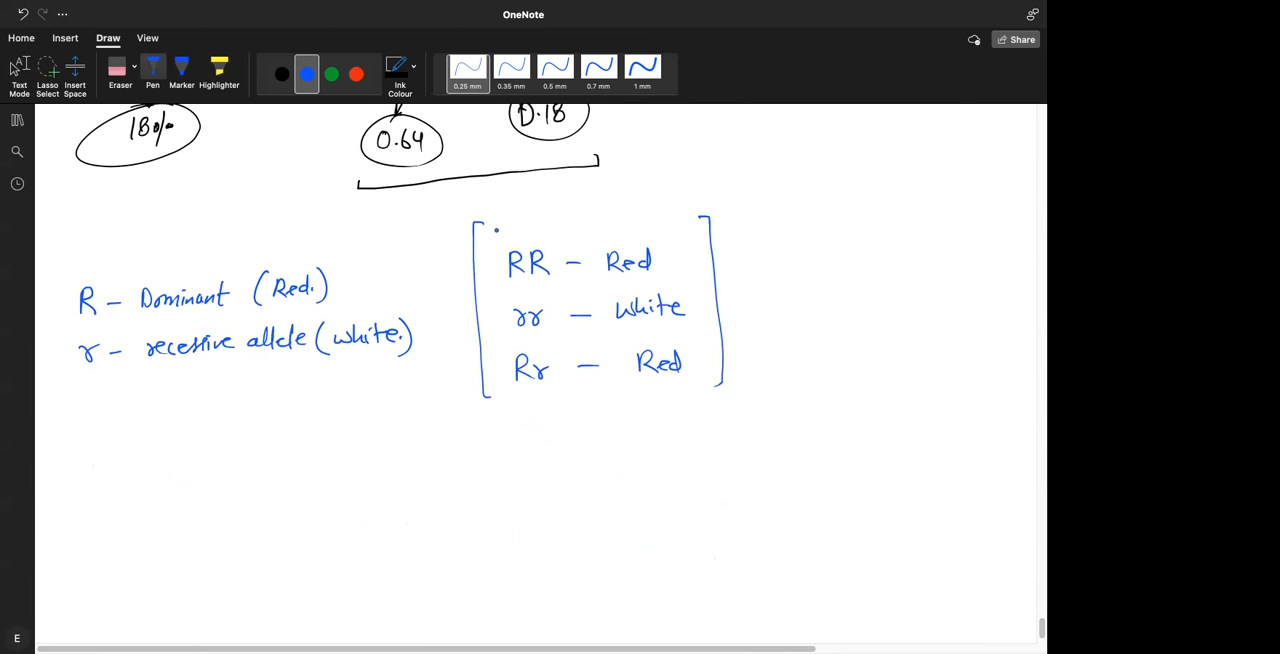 OneNote
Home Insert Draw View
Share
Text Mode
Lasso Select
Insert Space
Eraser
Pen
Marker
Highlighter
Ink Colour
0.25 mm
0.35 mm
0.5 mm
0.7 mm
1 mm
18%
0.64
0.18
R – Dominant (Red.)
r – recessive allele (white.)
RR – Red
rr – White
Rr – Red
E